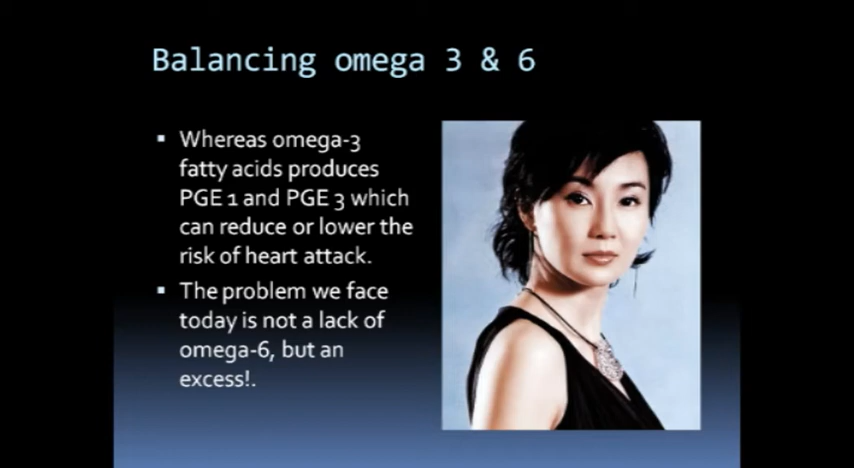 Balancing omega 3 & 6
▪ Whereas omega-3
fatty acids produces
PGE 1 and PGE 3 which
can reduce or lower the
risk of heart attack.
▪ The problem we face
today is not a lack of
omega-6, but an
excess!.